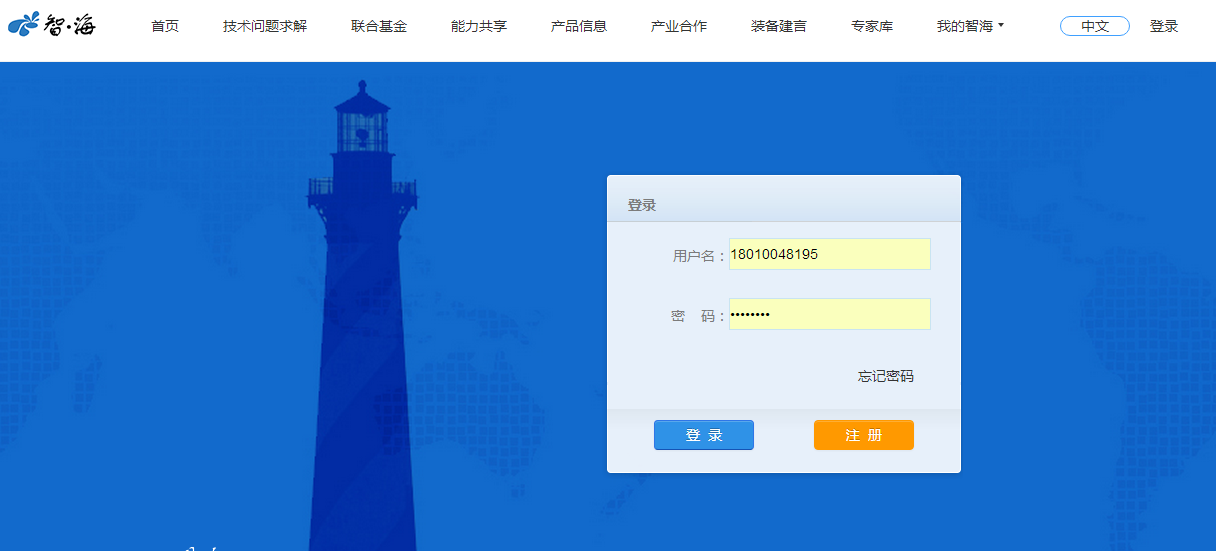 智·海 首页 技术问题求解 联合基金 能力共享 产品信息 产业合作 装备建言 专家库 我的智海 中文 登录
登录
用户名：18010048195
密 码：••••••••
忘记密码
登 录 注 册